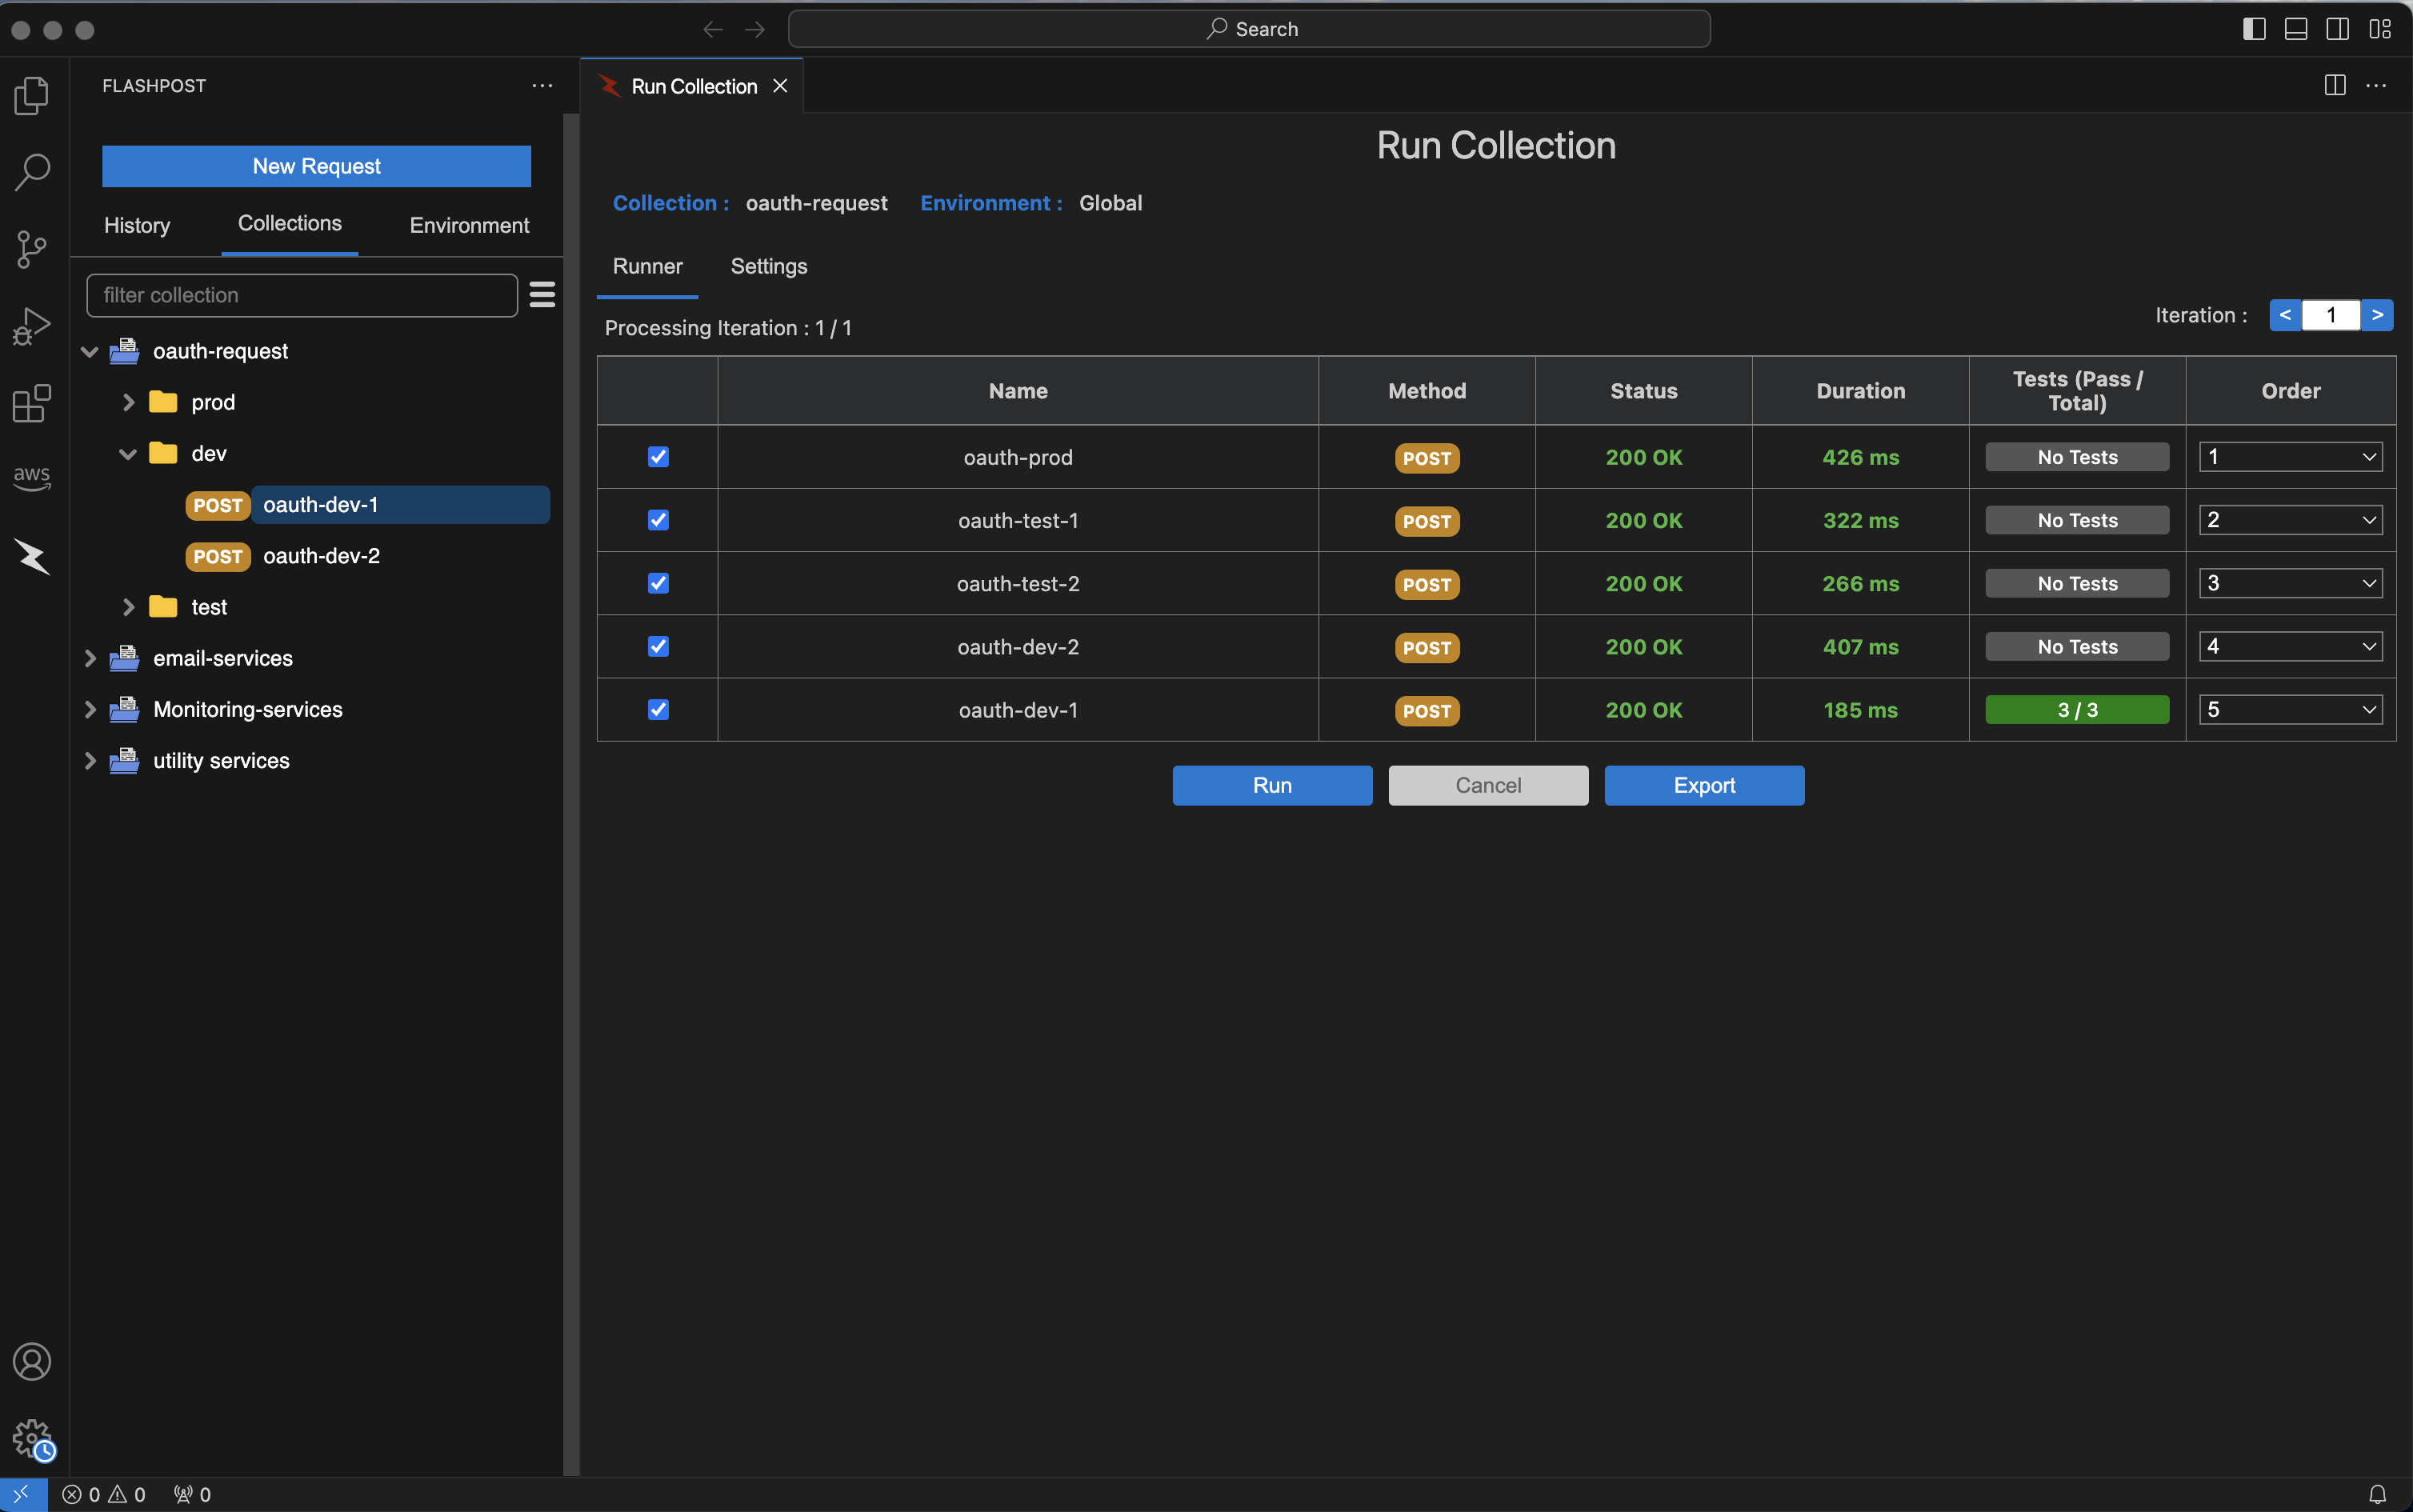 Search
FLASHPOST
New Request
History Collections Environment
filter collection
oauth-request
prod
dev
POST oauth-dev-1
POST oauth-dev-2
test
email-services
Monitoring-services
utility services
aws
0 0 0
Run Collection
Run Collection
Collection : oauth-request Environment : Global
Runner Settings
Processing Iteration : 1 / 1
Iteration : < 1 >
Name Method Status Duration Tests (Pass / Total) Order
oauth-prod POST 200 OK 426 ms No Tests 1
oauth-test-1 POST 200 OK 322 ms No Tests 2
oauth-test-2 POST 200 OK 266 ms No Tests 3
oauth-dev-2 POST 200 OK 407 ms No Tests 4
oauth-dev-1 POST 200 OK 185 ms 3 / 3 5
Run Cancel Export